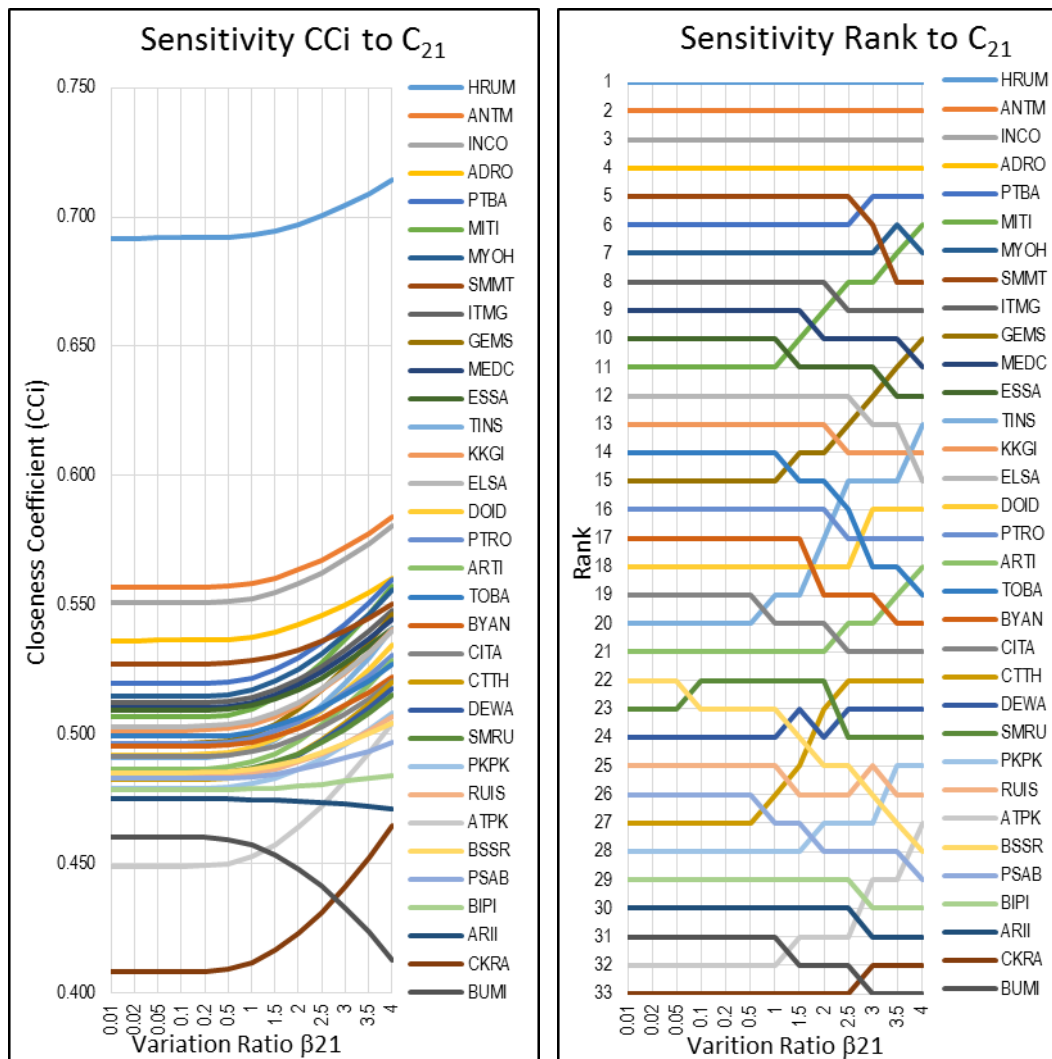 Sensitivity CCi to C21
0.750
0.700
0.650
0.600
0.550
0.500
0.450
0.400
Closeness Coefficient (CCi)
0.01
0.02
0.05
0.1
0.2
0.5
1
1.5
2
2.5
3
3.5
4
Variation Ratio β21
HRUM
ANTM
INCO
ADRO
PTBA
MITI
MYOH
SMMT
ITMG
GEMS
MEDC
ESSA
TINS
KKGI
ELSA
DOID
PTRO
ARTI
TOBA
BYAN
CITA
CTTH
DEWA
SMRU
PKPK
RUIS
ATPK
BSSR
PSAB
BIPI
ARII
CKRA
BUMI
Sensitivity Rank to C21
1
2
3
4
5
6
7
8
9
10
11
12
13
14
15
16
17
18
19
20
21
22
23
24
25
26
27
28
29
30
31
32
33
Rank
0.01
0.02
0.05
0.1
0.2
0.5
1
1.5
2
2.5
3
3.5
4
Varition Ratio β21
HRUM
ANTM
INCO
ADRO
PTBA
MITI
MYOH
SMMT
ITMG
GEMS
MEDC
ESSA
TINS
KKGI
ELSA
DOID
PTRO
ARTI
TOBA
BYAN
CITA
CTTH
DEWA
SMRU
PKPK
RUIS
ATPK
BSSR
PSAB
BIPI
ARII
CKRA
BUMI